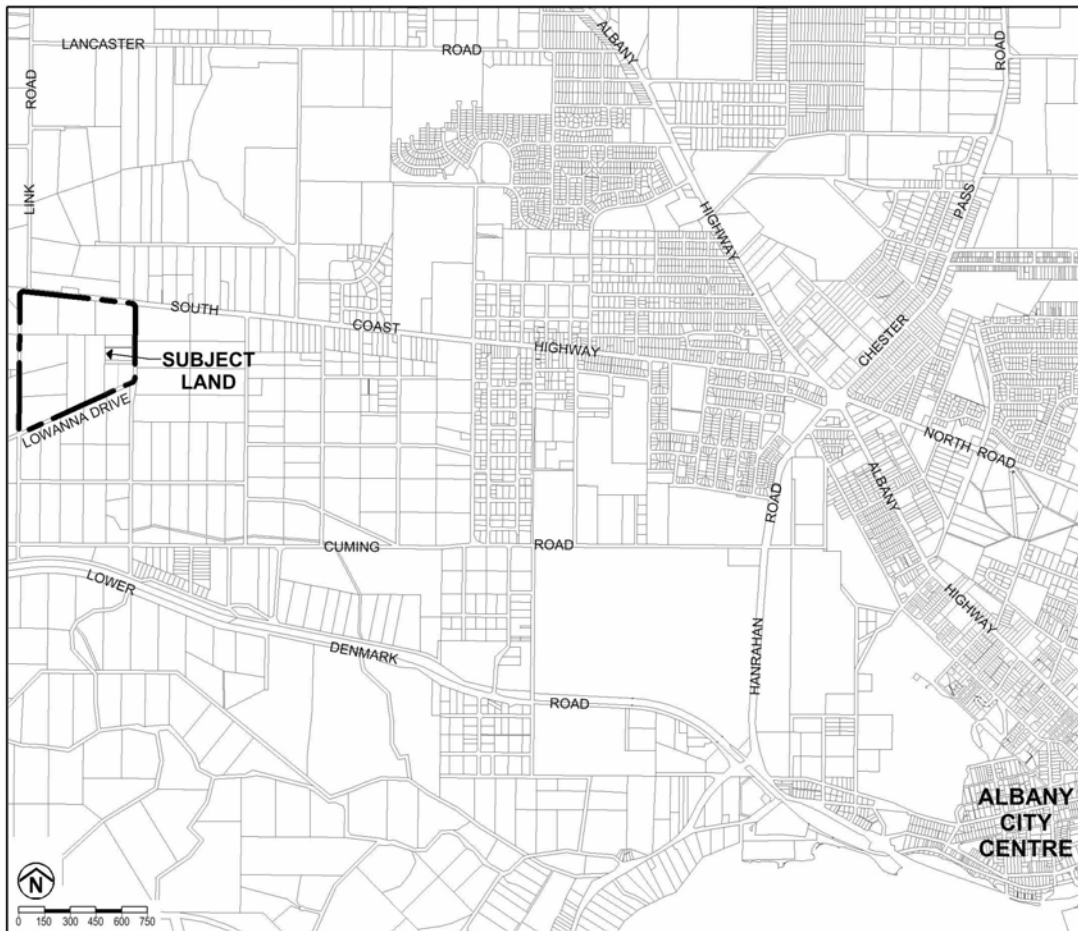 LANCASTER
ROAD
ALBANY
ROAD
ROAD
LINK
PASS
HIGHWAY
SOUTH
COAST
HIGHWAY
CHESTER
SUBJECT
LAND
LOWANNA DRIVE
NORTH ROAD
ALBANY
ROAD
CUMING
ROAD
LOWER
HIGHWAY
DENMARK
HANRAHAN
ROAD
ALBANY
CITY
CENTRE
N
0 150 300 450 600 750